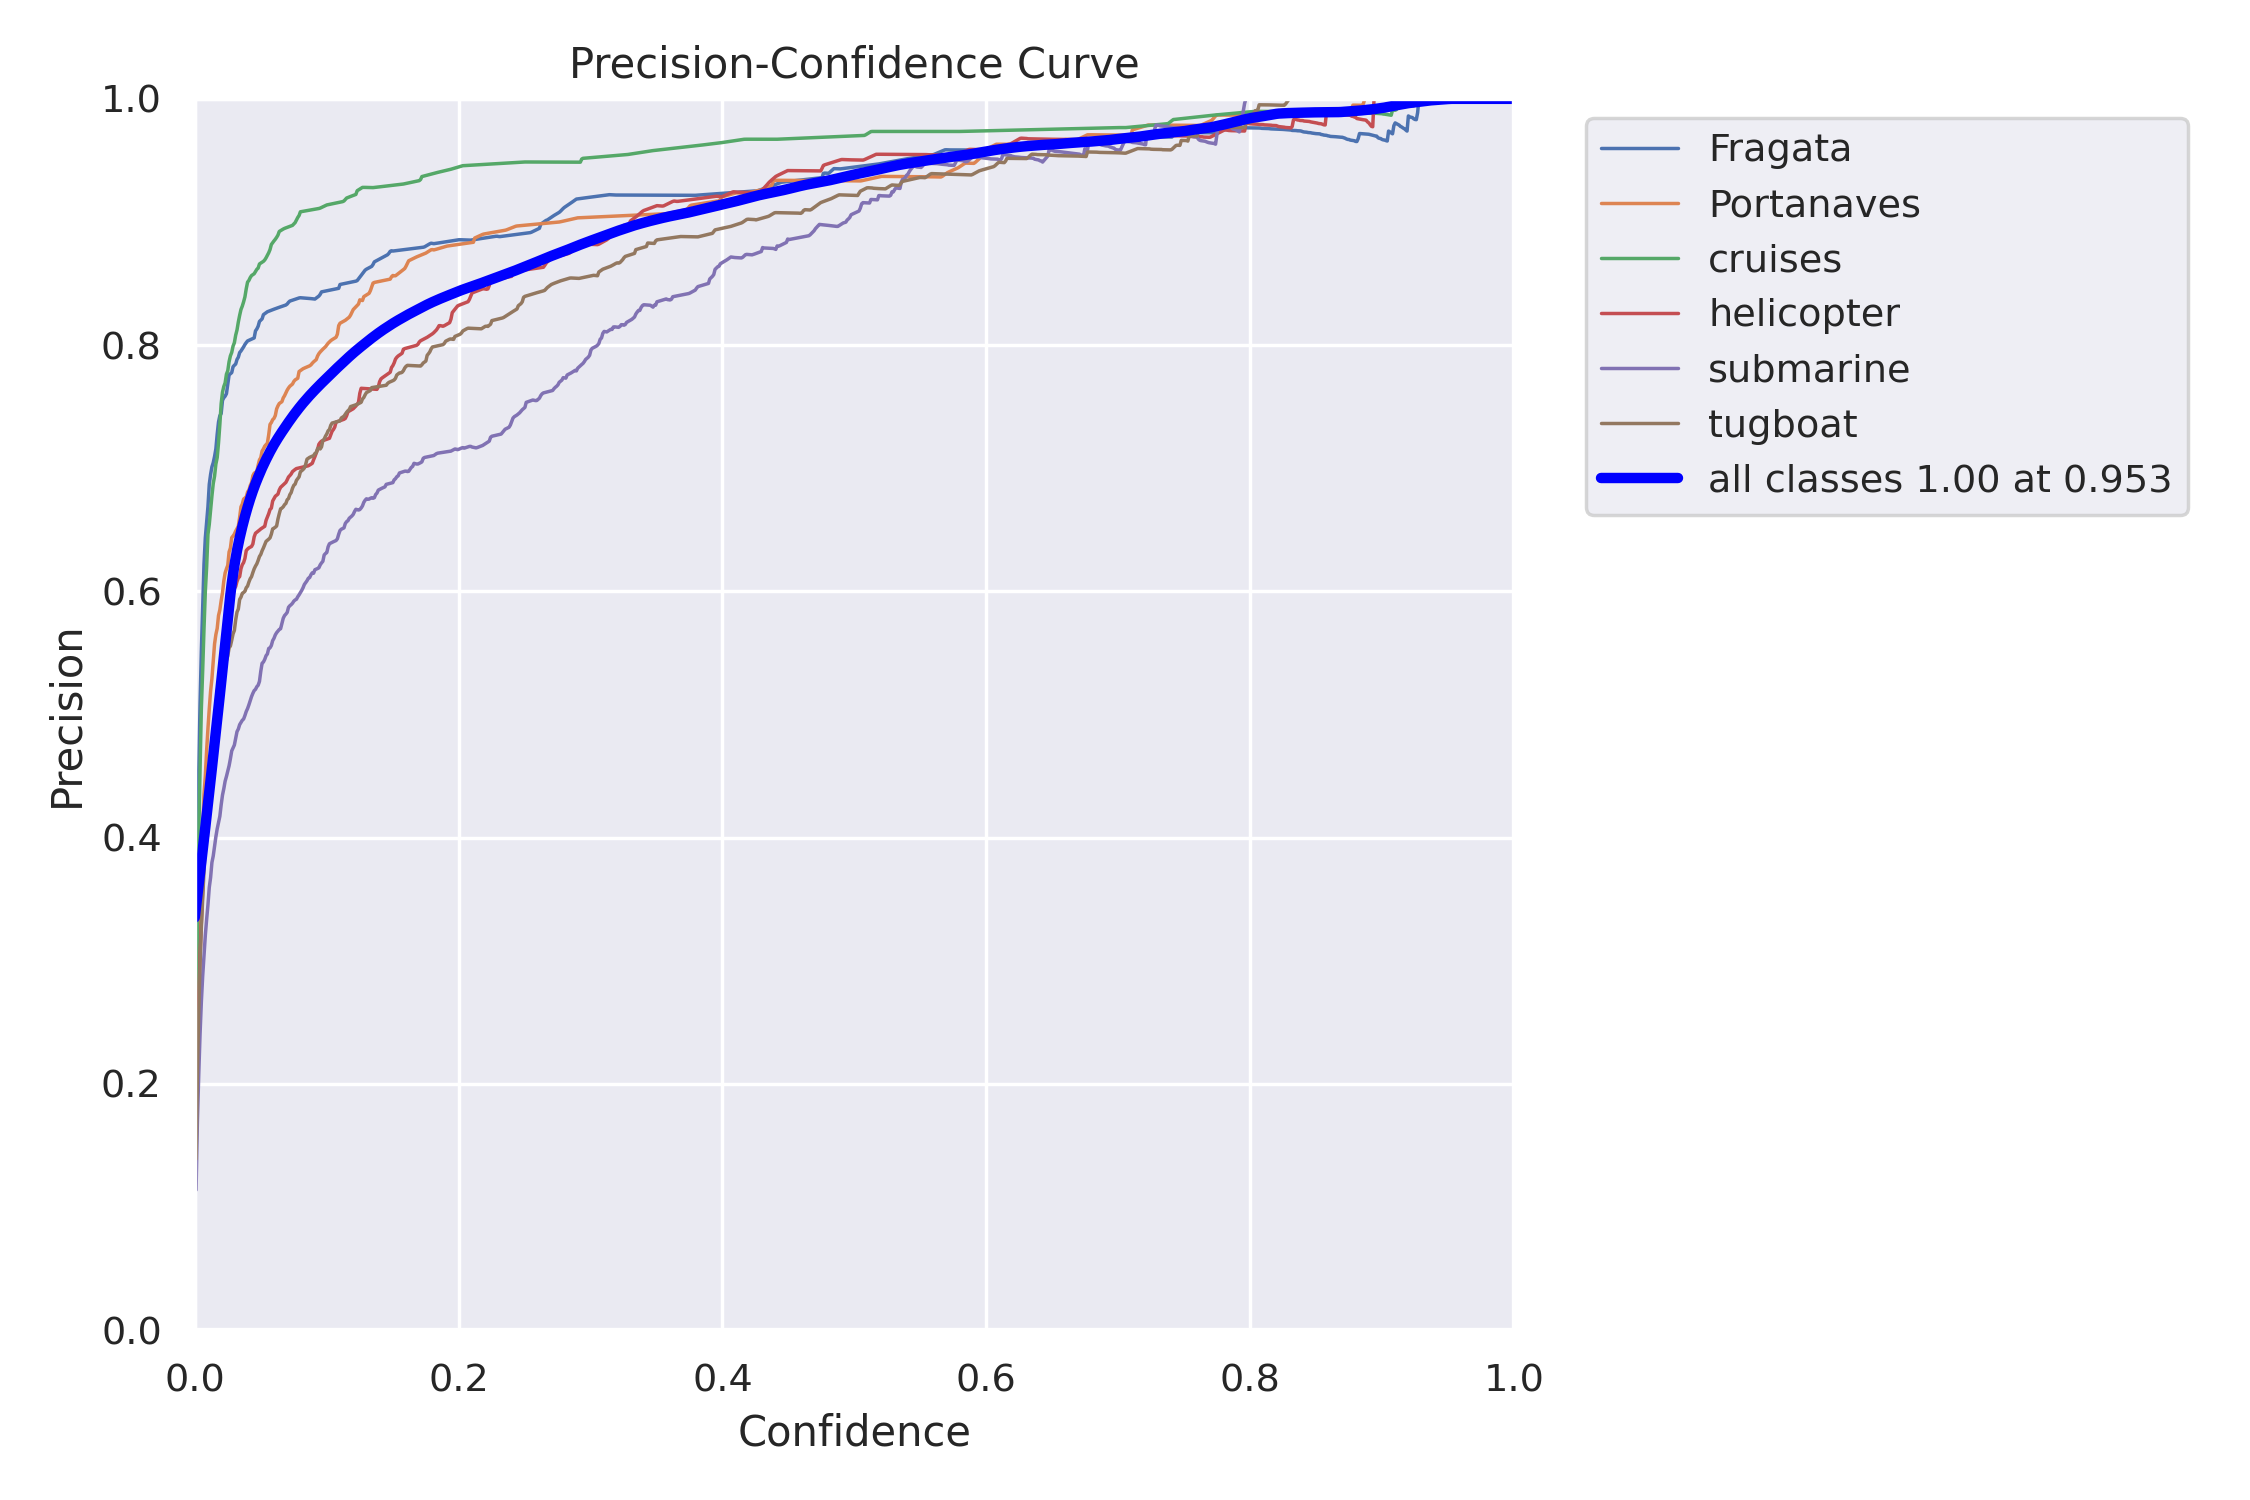 Precision-Confidence Curve
1.0
0.8
0.6
0.4
0.2
0.0
Precision
0.0 0.2 0.4 0.6 0.8 1.0
Confidence
Fragata
Portanaves
cruises
helicopter
submarine
tugboat
all classes 1.00 at 0.953